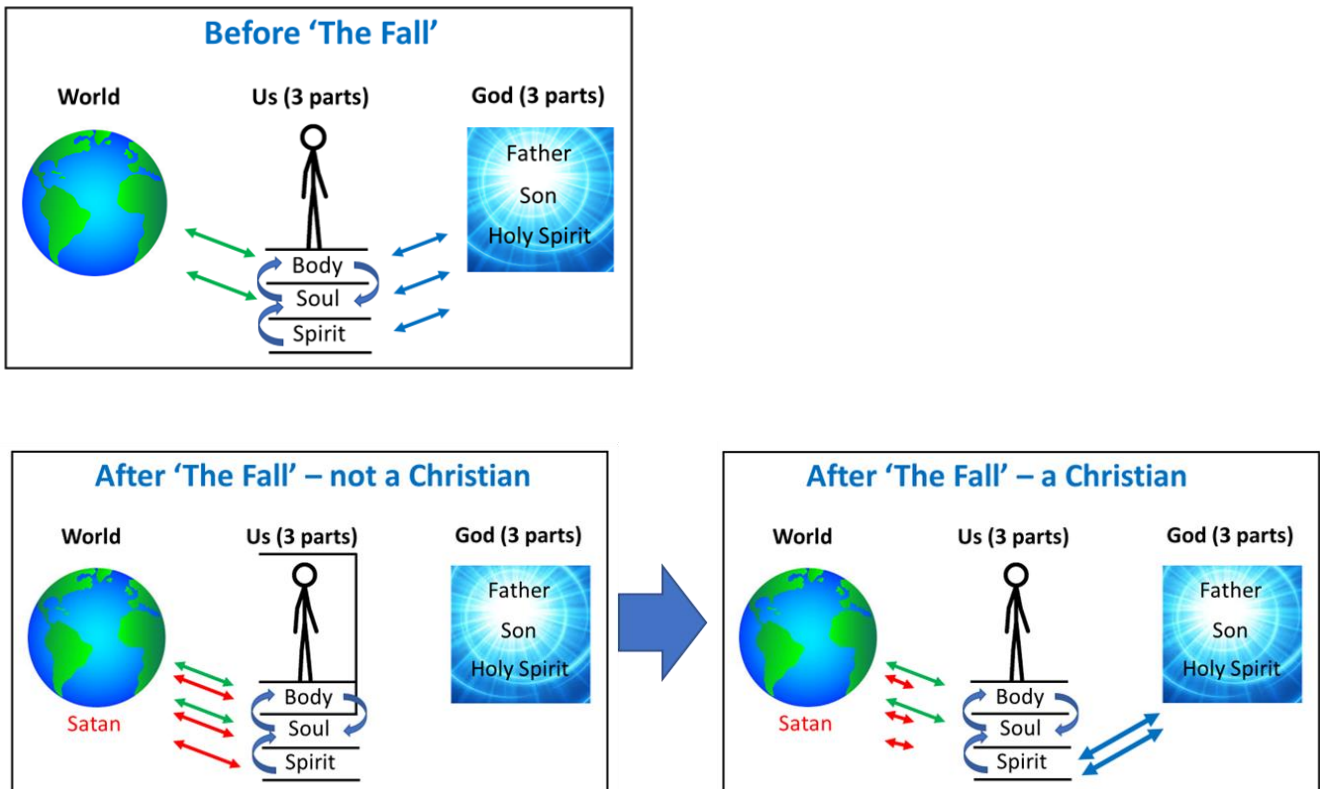 Before 'The Fall'
World
Us (3 parts)
God (3 parts)
Father
Son
Holy Spirit
Body
Soul
Spirit
After 'The Fall' – not a Christian
World
Us (3 parts)
God (3 parts)
Father
Son
Holy Spirit
Body
Soul
Spirit
Satan
After 'The Fall' – a Christian
World
Us (3 parts)
God (3 parts)
Father
Son
Holy Spirit
Body
Soul
Spirit
Satan